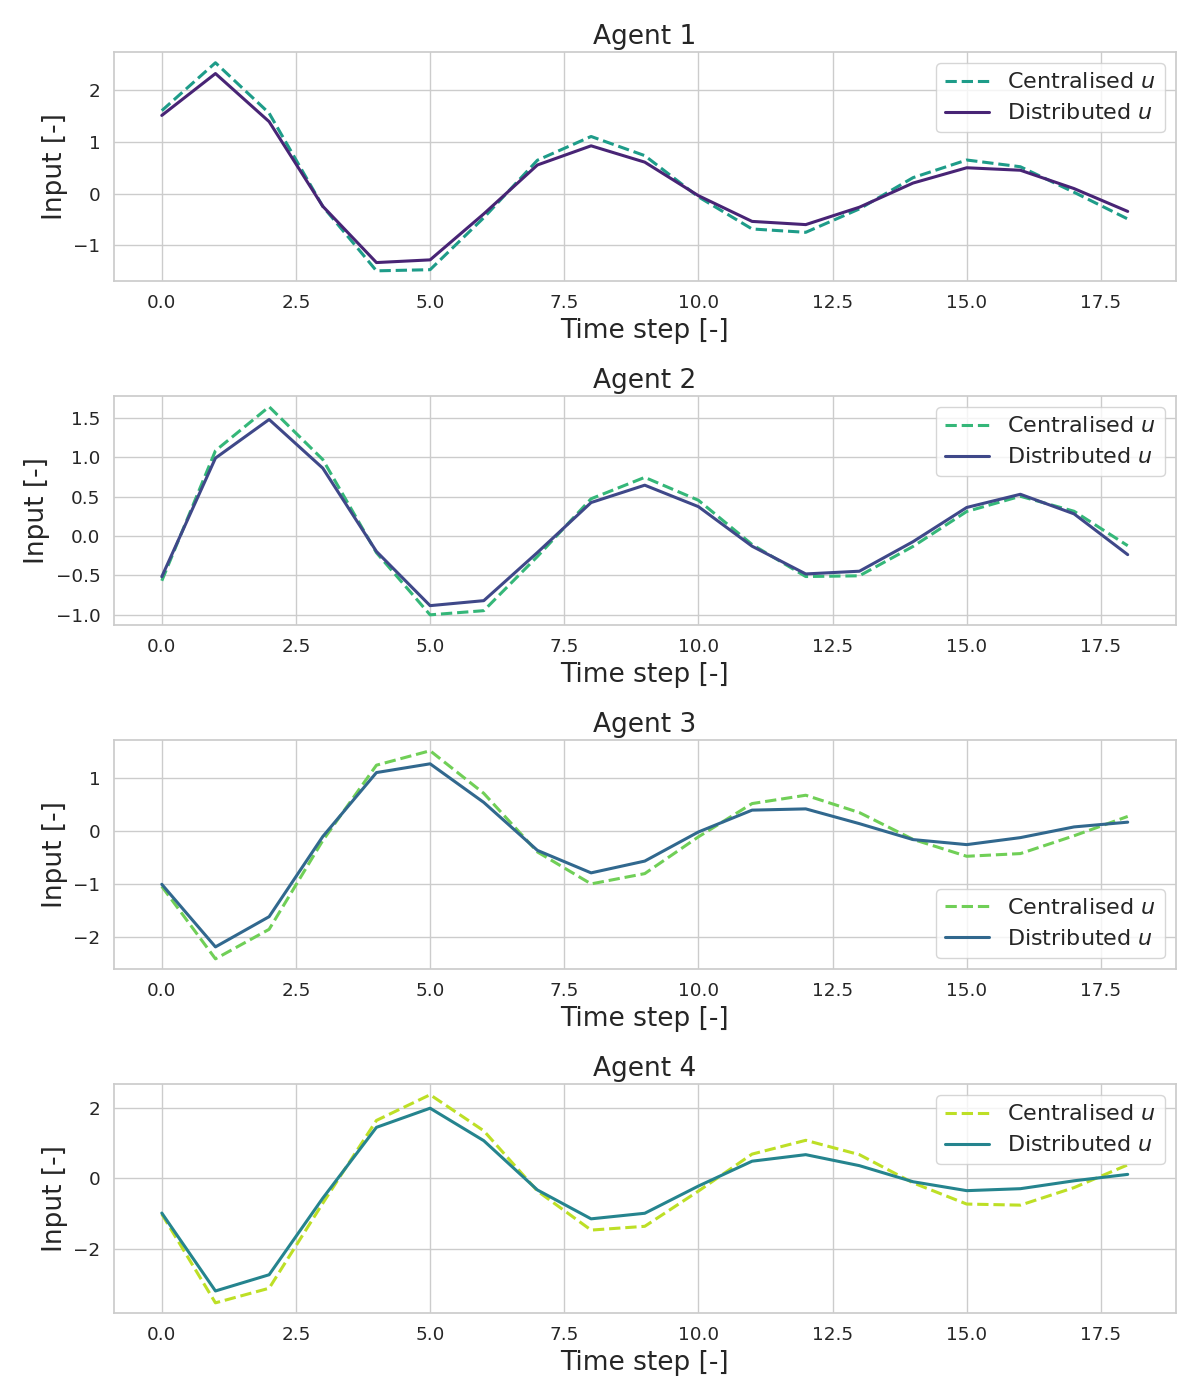 Agent 1
Input [-]
2
1
0
−1
Centralised u
Distributed u
0.0 2.5 5.0 7.5 10.0 12.5 15.0 17.5
Time step [-]
Agent 2
Input [-]
1.5
1.0
0.5
0.0
−0.5
−1.0
Centralised u
Distributed u
0.0 2.5 5.0 7.5 10.0 12.5 15.0 17.5
Time step [-]
Agent 3
Input [-]
1
0
−1
−2
Centralised u
Distributed u
0.0 2.5 5.0 7.5 10.0 12.5 15.0 17.5
Time step [-]
Agent 4
Input [-]
2
0
−2
Centralised u
Distributed u
0.0 2.5 5.0 7.5 10.0 12.5 15.0 17.5
Time step [-]